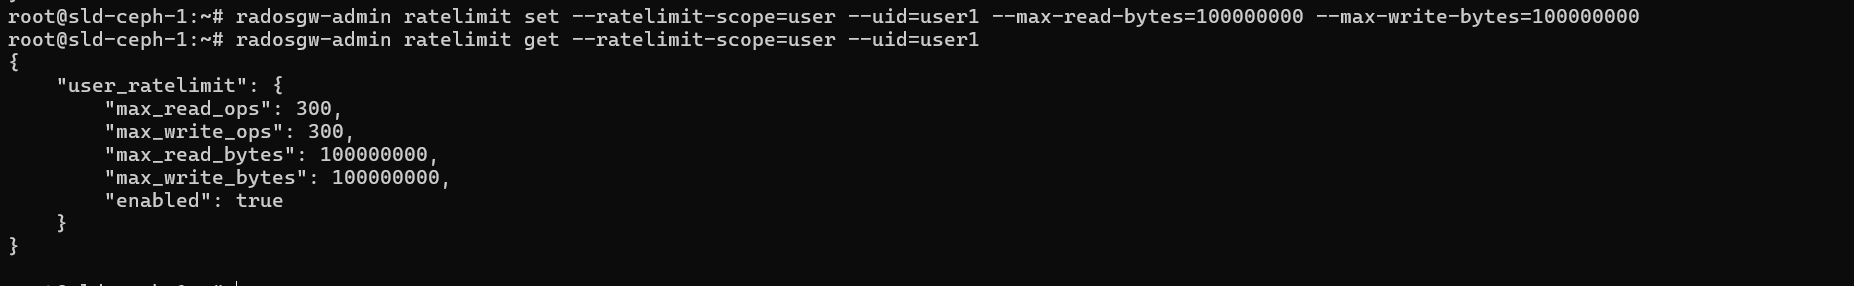 root@sld-ceph-1:~# radosgw-admin ratelimit set --ratelimit-scope=user --uid=user1 --max-read-bytes=100000000 --max-write-bytes=100000000
root@sld-ceph-1:~# radosgw-admin ratelimit get --ratelimit-scope=user --uid=user1
{
    "user_ratelimit": {
        "max_read_ops": 300,
        "max_write_ops": 300,
        "max_read_bytes": 100000000,
        "max_write_bytes": 100000000,
        "enabled": true
    }
}